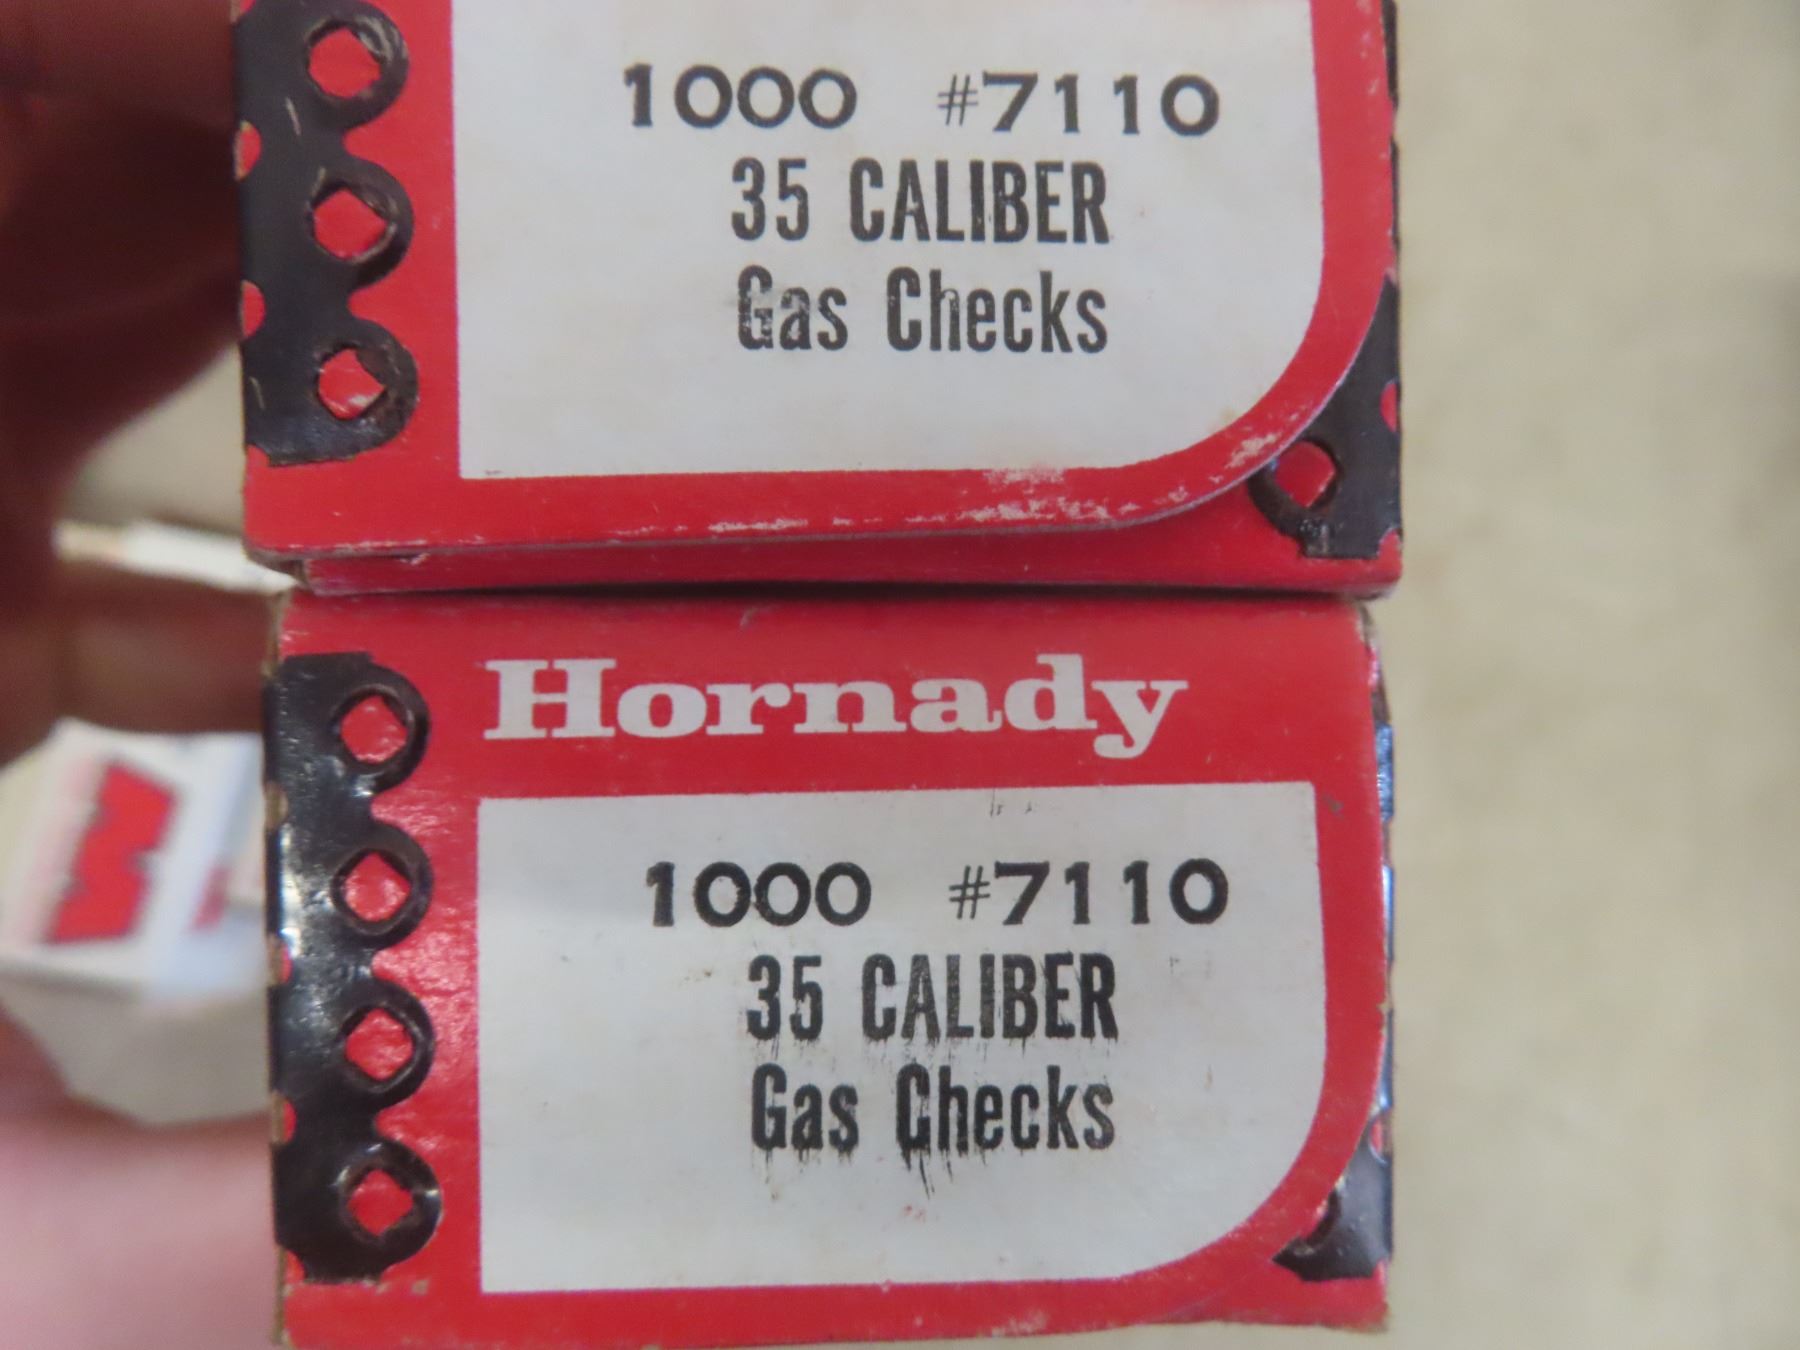 1000 #7110
35 CALIBER
Gas Checks
Hornady
1000 #7110
35 CALIBER
Gas Checks